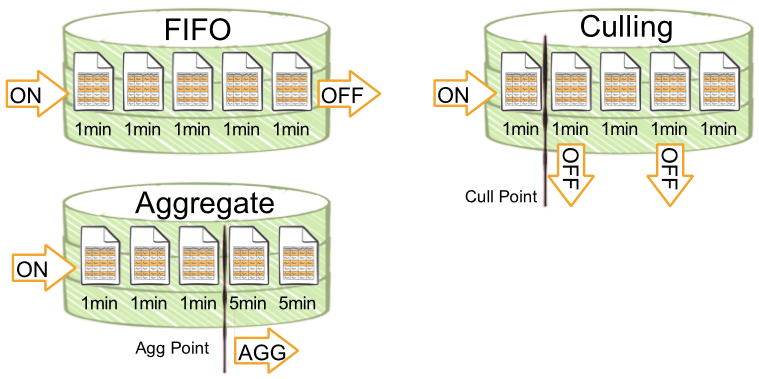 FIFO
ON
OFF
1min 1min 1min 1min 1min
Culling
ON
1min 1min 1min 1min 1min
OFF OFF
Cull Point
Aggregate
ON
1min 1min 1min 5min 5min
Agg Point
AGG